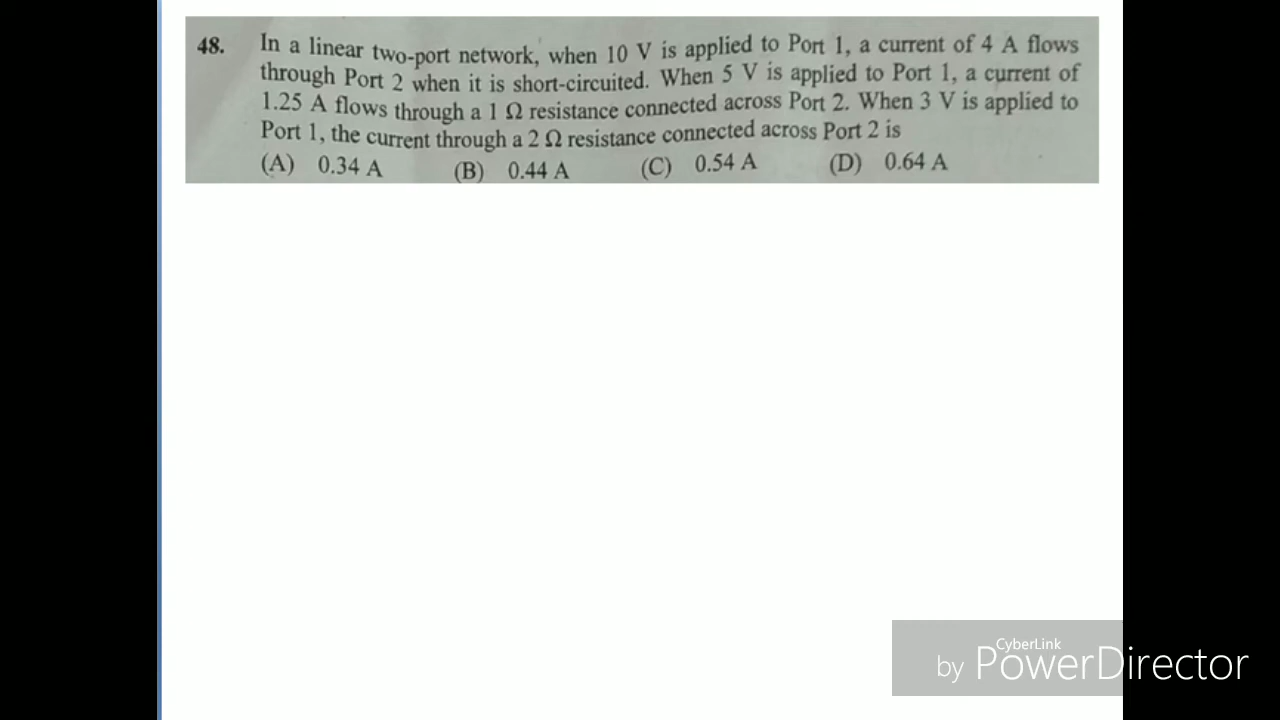 48. In a linear two-port network, when 10 V is applied to Port 1, a current of 4 A flows
through Port 2 when it is short-circuited. When 5 V is applied to Port 1, a current of
1.25 A flows through a 1 Ω resistance connected across Port 2. When 3 V is applied to
Port 1, the current through a 2 Ω resistance connected across Port 2 is
(A) 0.34 A (B) 0.44 A (C) 0.54 A (D) 0.64 A
CyberLink
by PowerDirector